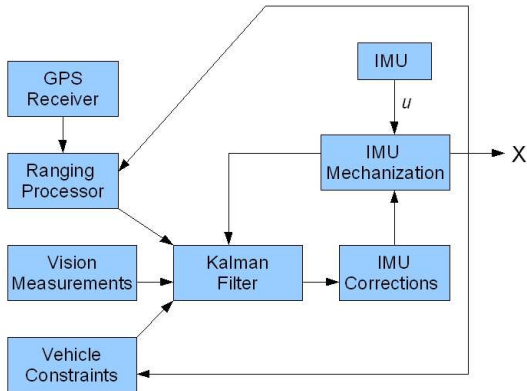 IMU
GPS
Receiver
u
Ranging
Processor
IMU
Mechanization
X
Vision
Measurements
Kalman
Filter
IMU
Corrections
Vehicle
Constraints